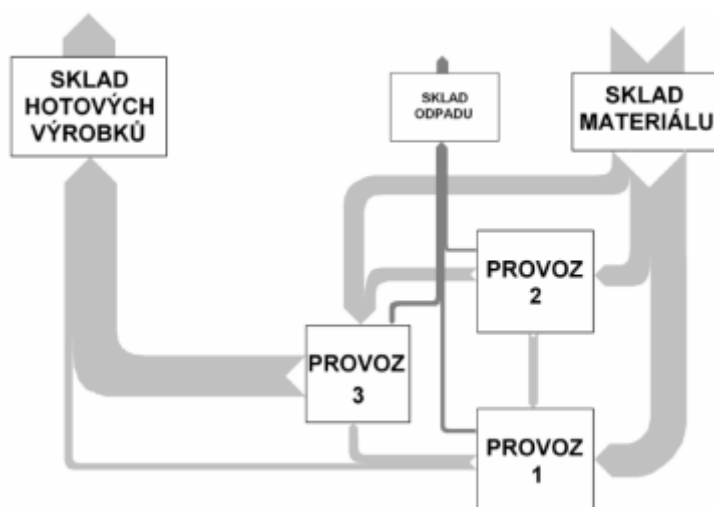 SKLAD
HOTOVÝCH
VÝROBKŮ
SKLAD
ODPADU
SKLAD
MATERIÁLU
PROVOZ
2
PROVOZ
3
PROVOZ
1